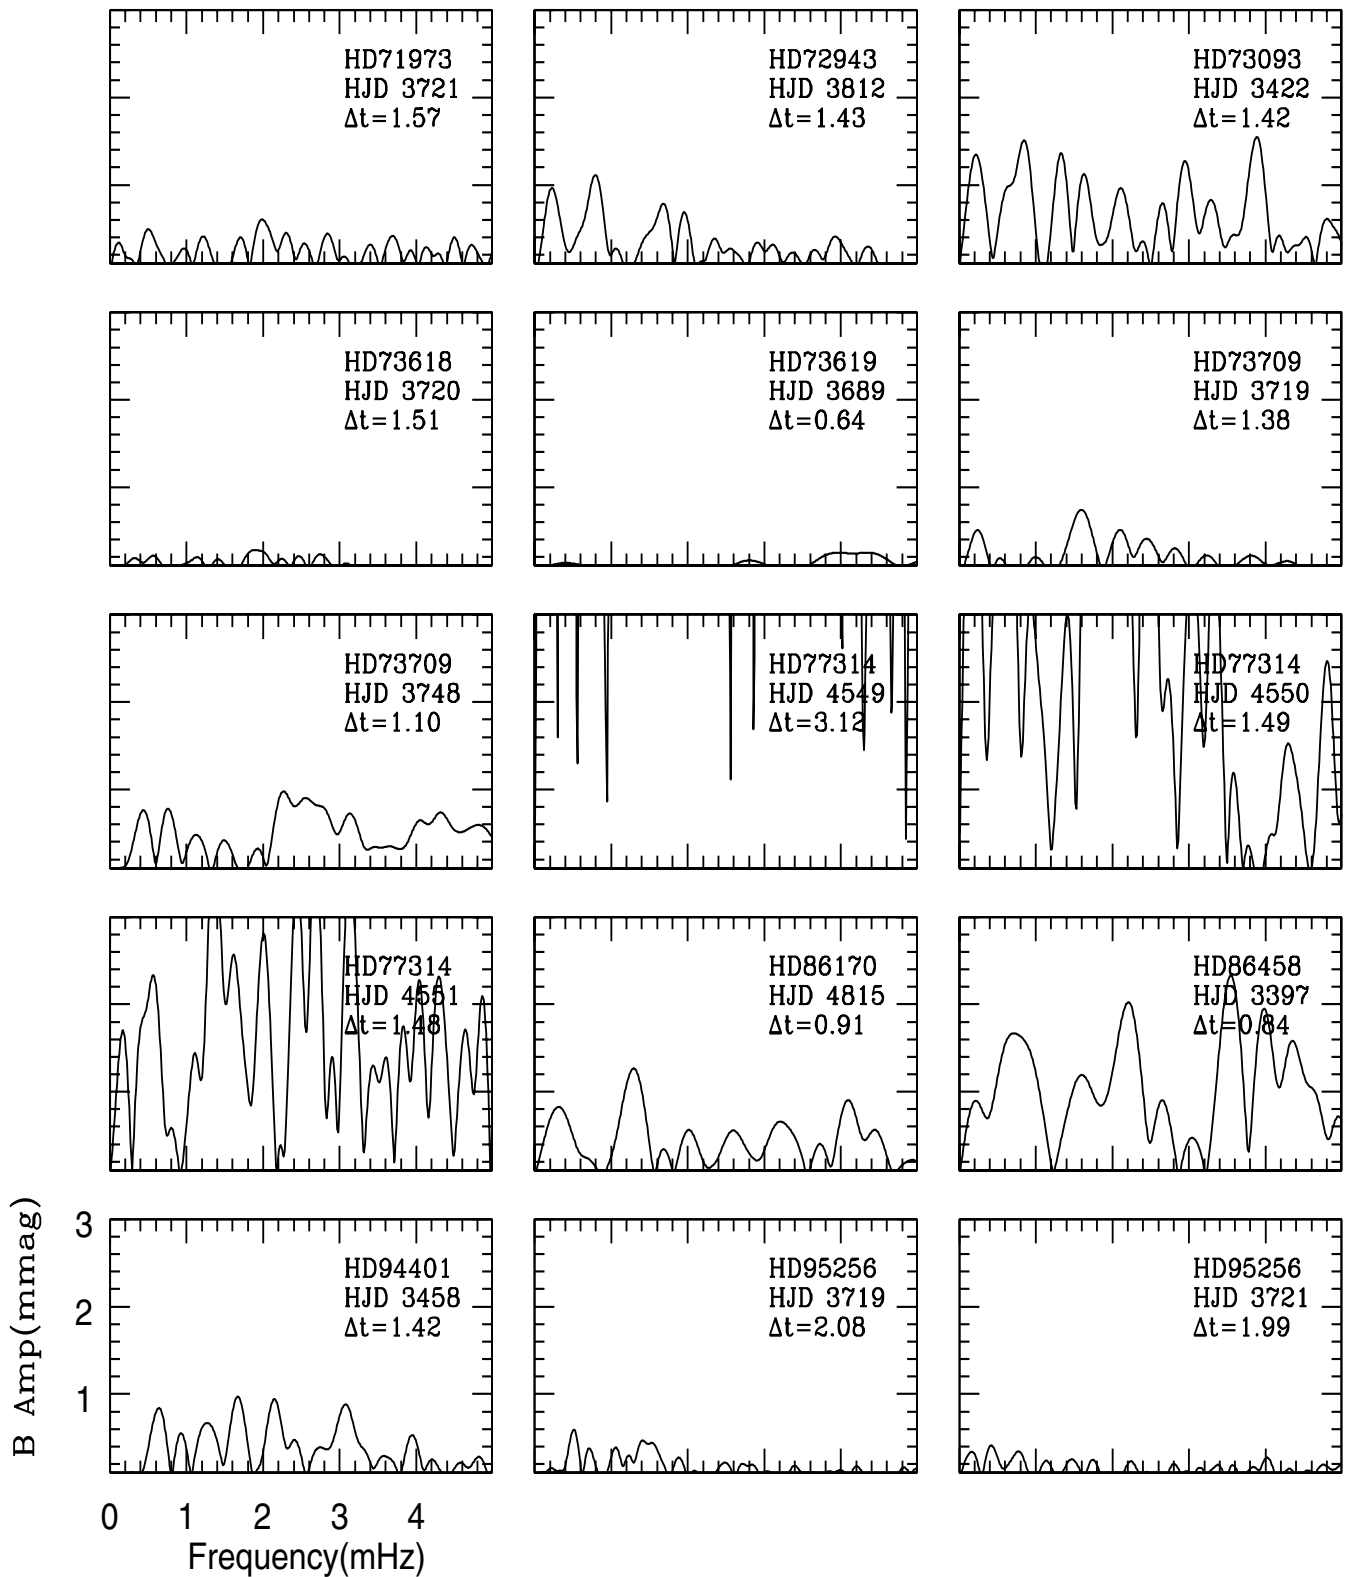 HD71973
HJD 3721
Δt=1.57
HD72943
HJD 3812
Δt=1.43
HD73093
HJD 3422
Δt=1.42
HD73618
HJD 3720
Δt=1.51
HD73619
HJD 3689
Δt=0.64
HD73709
HJD 3719
Δt=1.38
HD73709
HJD 3748
Δt=1.10
HD77314
HJD 4549
Δt=3.12
HD77314
HJD 4550
Δt=1.49
HD77314
HJD 4551
Δt=1.48
HD86170
HJD 4815
Δt=0.91
HD86458
HJD 3397
Δt=0.84
HD94401
HJD 3458
Δt=1.42
HD95256
HJD 3719
Δt=2.08
HD95256
HJD 3721
Δt=1.99
B Amp(mmag)
3
2
1
0 1 2 3 4
Frequency(mHz)